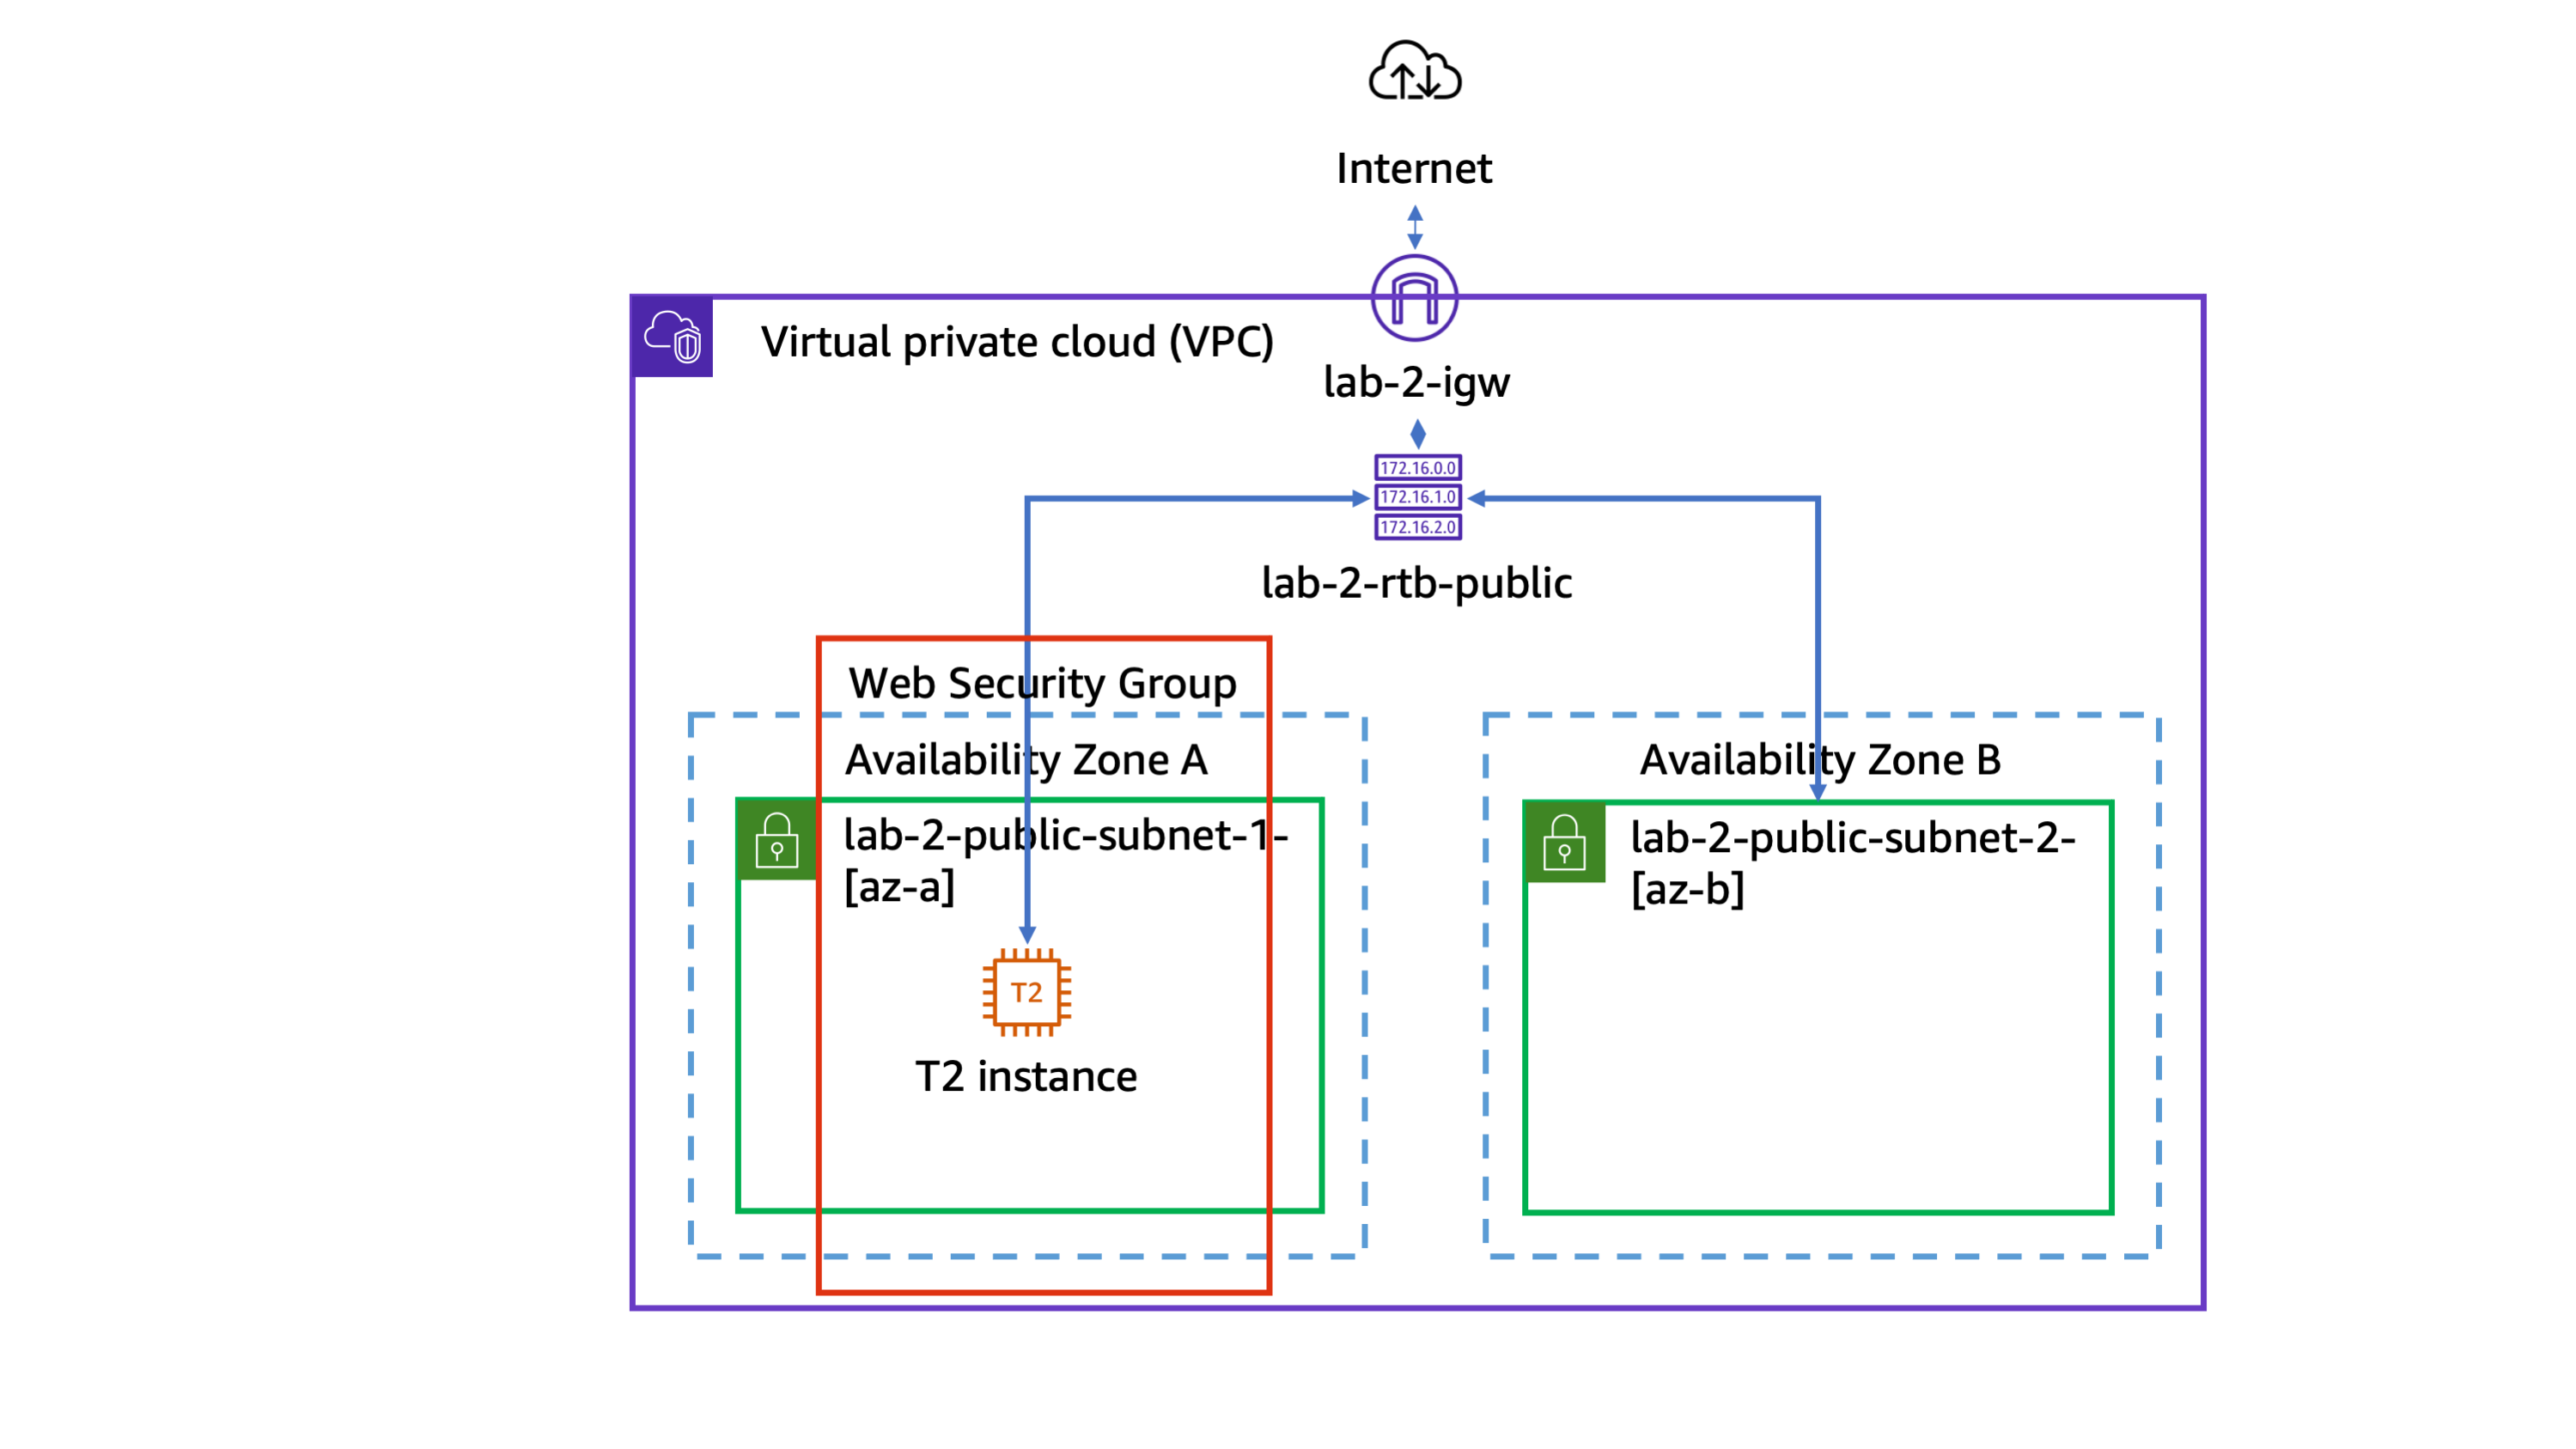 Internet
Virtual private cloud (VPC)
lab-2-igw
172.16.0.0
172.16.1.0
172.16.2.0
lab-2-rtb-public
Web Security Group
Availability Zone A
lab-2-public-subnet-1-
[az-a]
T2
T2 instance
Availability Zone B
lab-2-public-subnet-2-
[az-b]